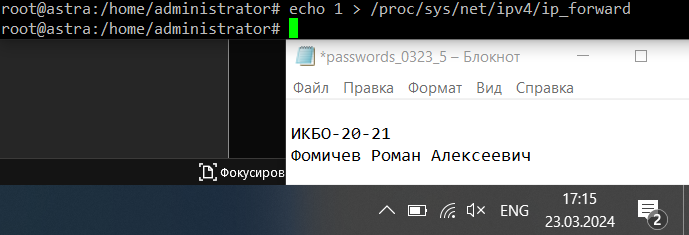 root@astra:/home/administrator# echo 1 > /proc/sys/net/ipv4/ip_forward
root@astra:/home/administrator#
*passwords_0323_5 – Блокнот
Файл Правка Формат Вид Справка
ИКБО-20-21
Фомичев Роман Алексеевич
Фокусиров
ENG
17:15
23.03.2024
2